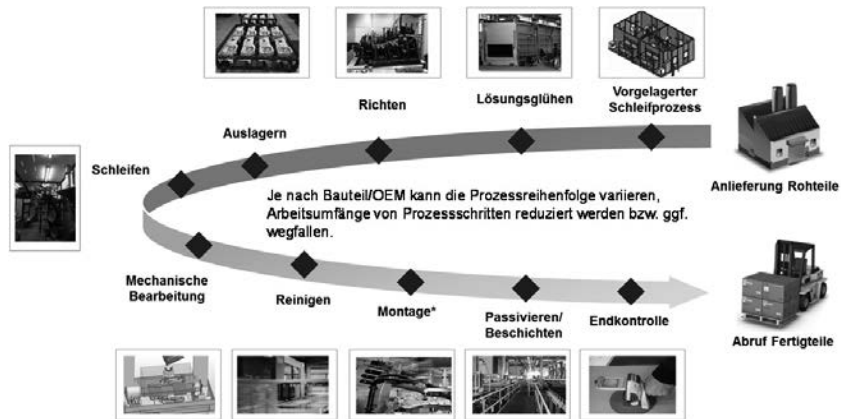 Vorgelagerter
Schleifprozess
Lösungsglühen
Richten
Auslagern
Schleifen
Anlieferung Rohteile
Je nach Bauteil/OEM kann die Prozessreihenfolge variieren,
Arbeitsumfänge von Prozessschritten reduziert werden bzw. ggf.
wegfallen.
Mechanische
Bearbeitung
Reinigen
Montage*
Passivieren/
Beschichten
Endkontrolle
Abruf Fertigteile